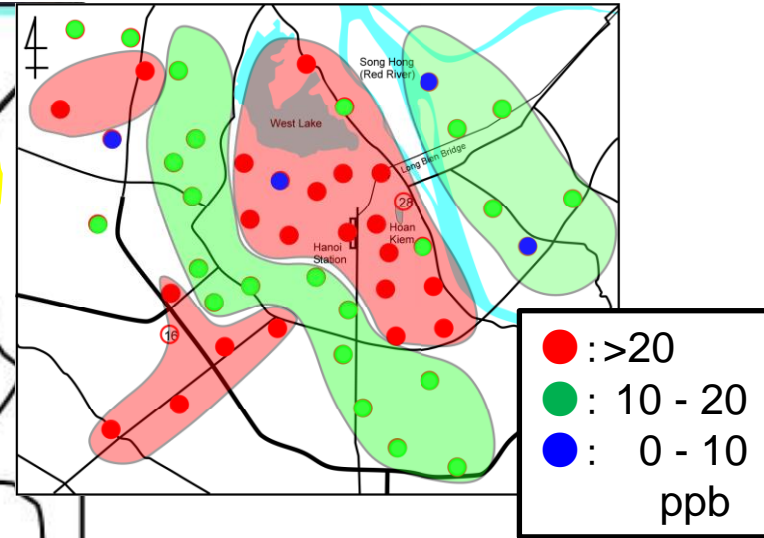 Song Hong
(Red River)
West Lake
Long Bien Bridge
28
Hoan
Kiem
Hanoi
Station
16
: >20
: 10 - 20
: 0 - 10
ppb